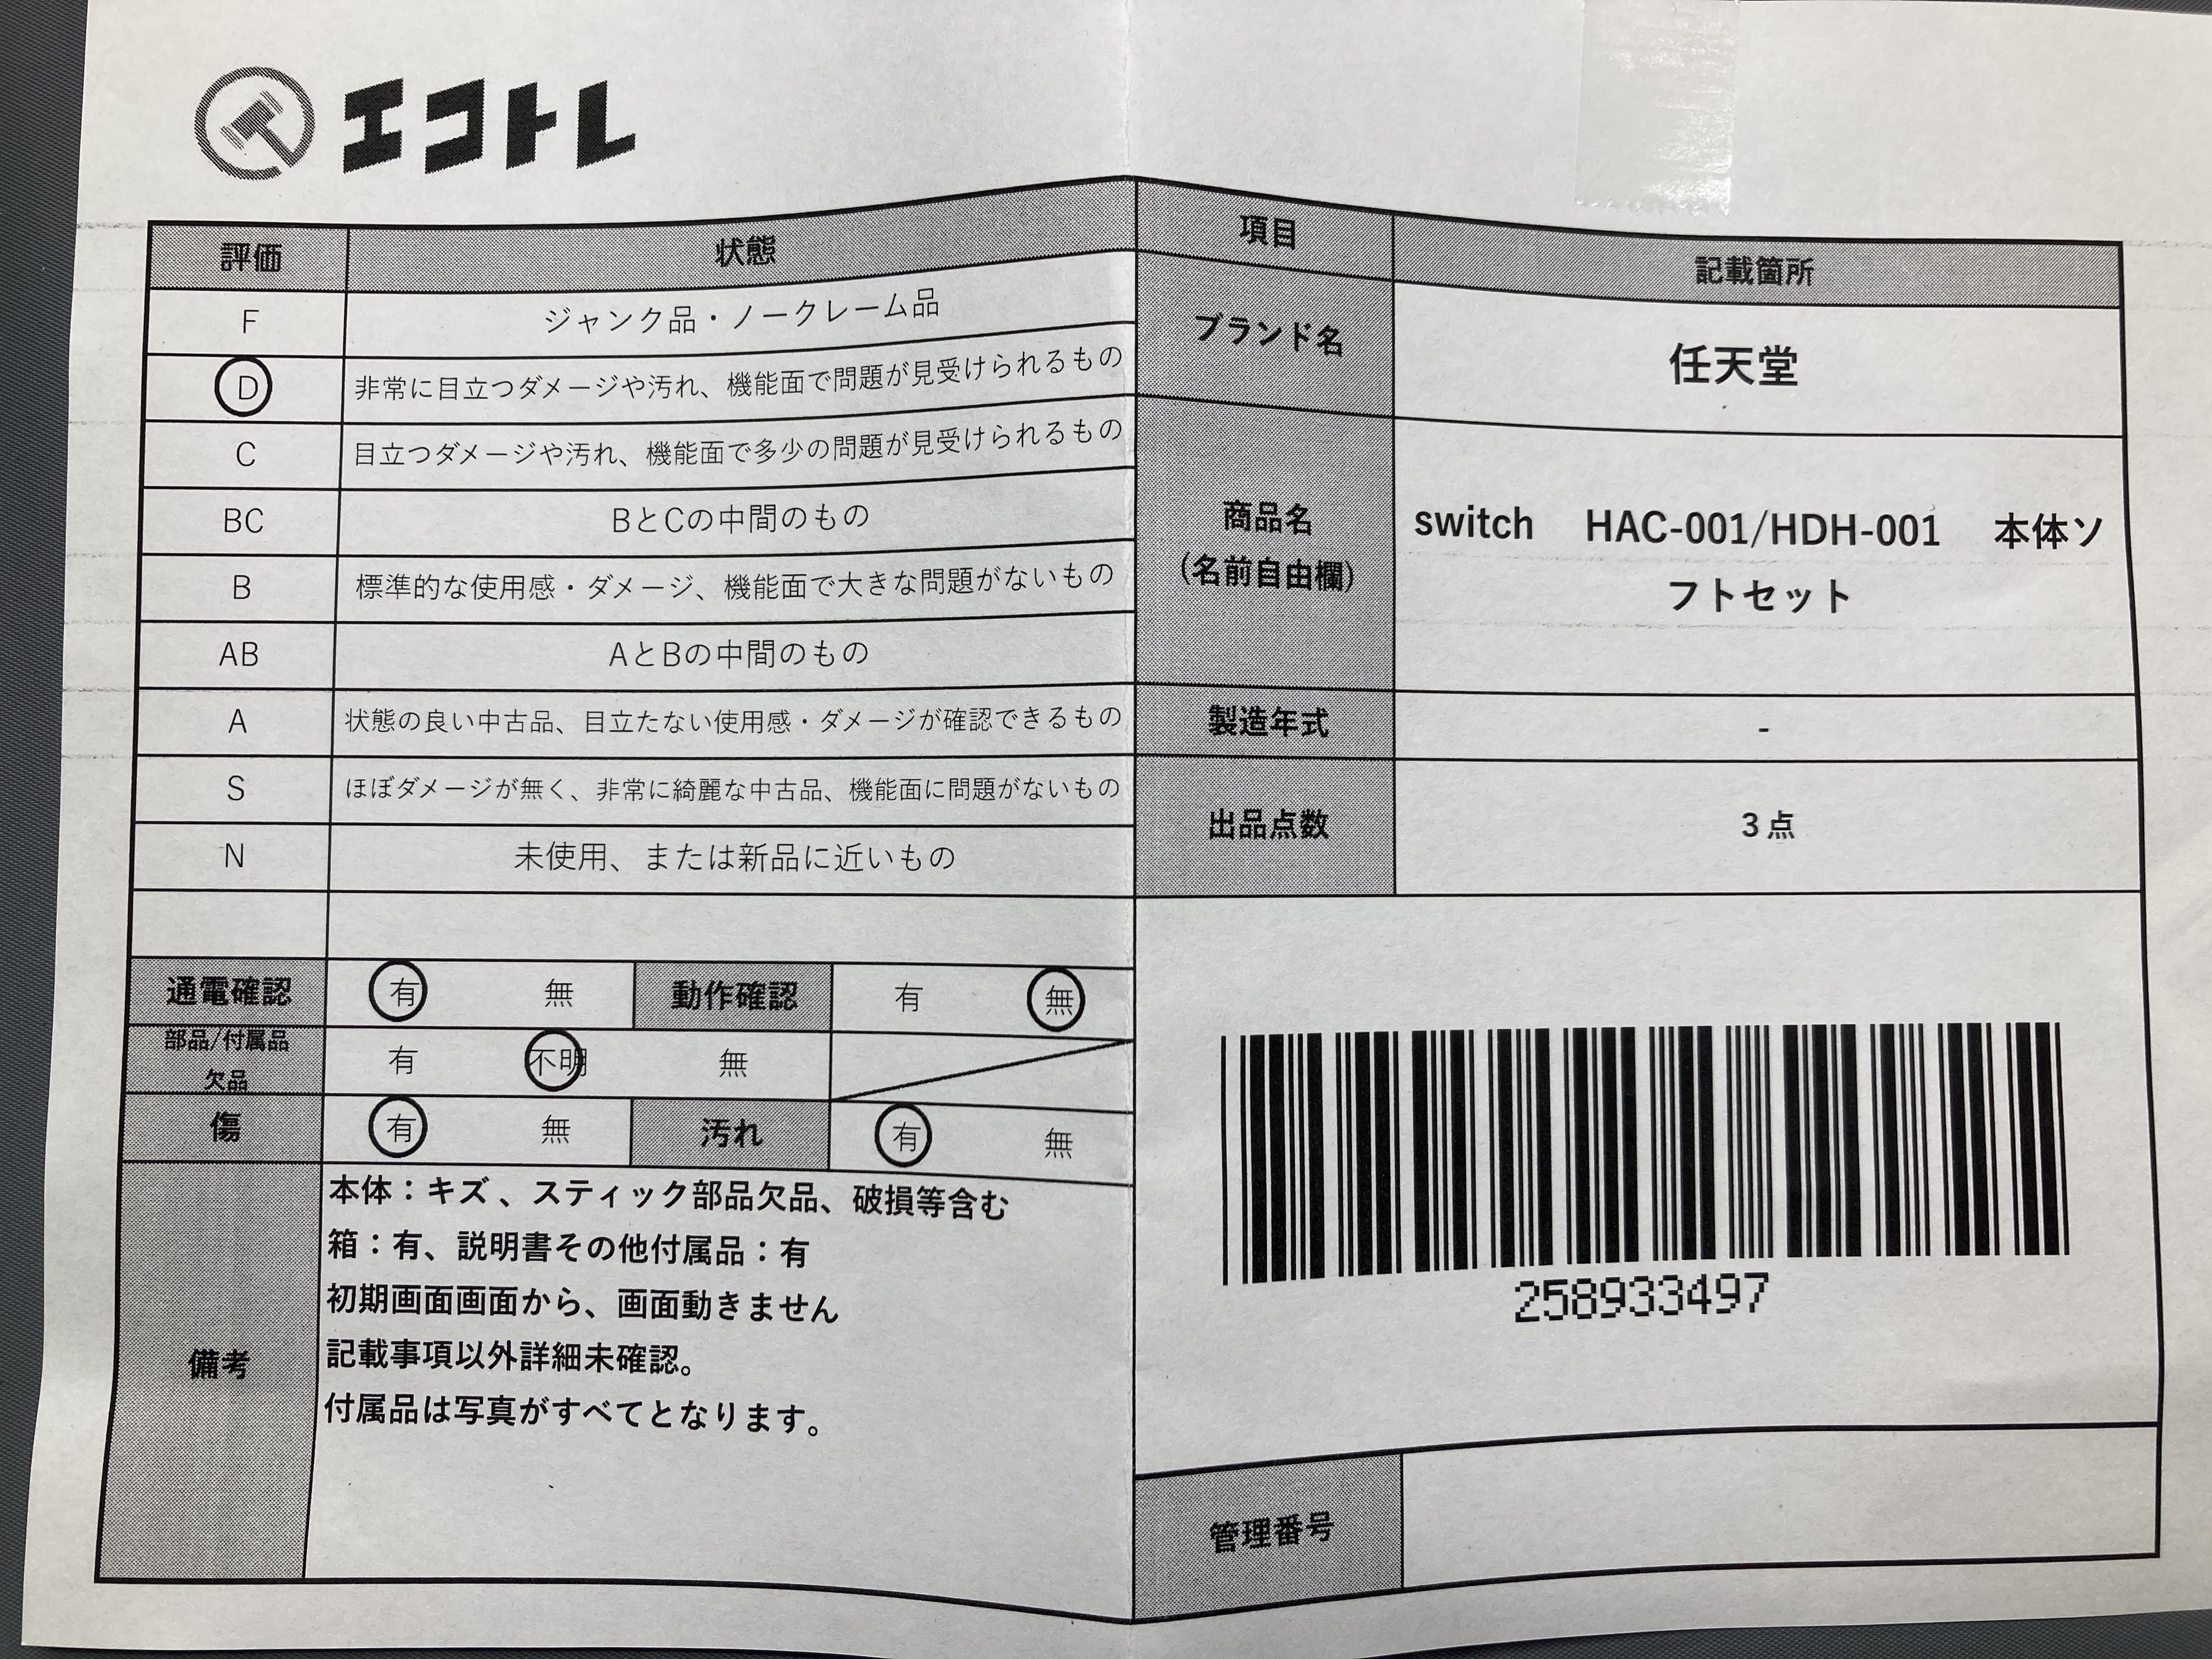 エコトレ
評価 状態
F ジャンク品・ノークレーム品
D 非常に目立つダメージや汚れ、機能面で問題が見受けられるもの
C 目立つダメージや汚れ、機能面で多少の問題が見受けられるもの
BC BとCの中間のもの
B 標準的な使用感・ダメージ、機能面で大きな問題がないもの
AB AとBの中間のもの
A 状態の良い中古品、目立たない使用感・ダメージが確認できるもの
S ほぼダメージが無く、非常に綺麗な中古品、機能面に問題がないもの
N 未使用、または新品に近いもの
通電確認 有 無 動作確認 有 無
部品/付属品
欠品 有 不明 無
傷 有 無 汚れ 有 無
備考
本体：キズ、スティック部品欠品、破損等含む
箱：有、説明書その他付属品：有
初期画面画面から、画面動きません
記載事項以外詳細未確認。
付属品は写真がすべてとなります。
項目 記載箇所
ブランド名 任天堂
商品名
(名前自由欄)
switch HAC-001/HDH-001 本体ソ
フトセット
製造年式 -
出品点数 3点
258933497
管理番号